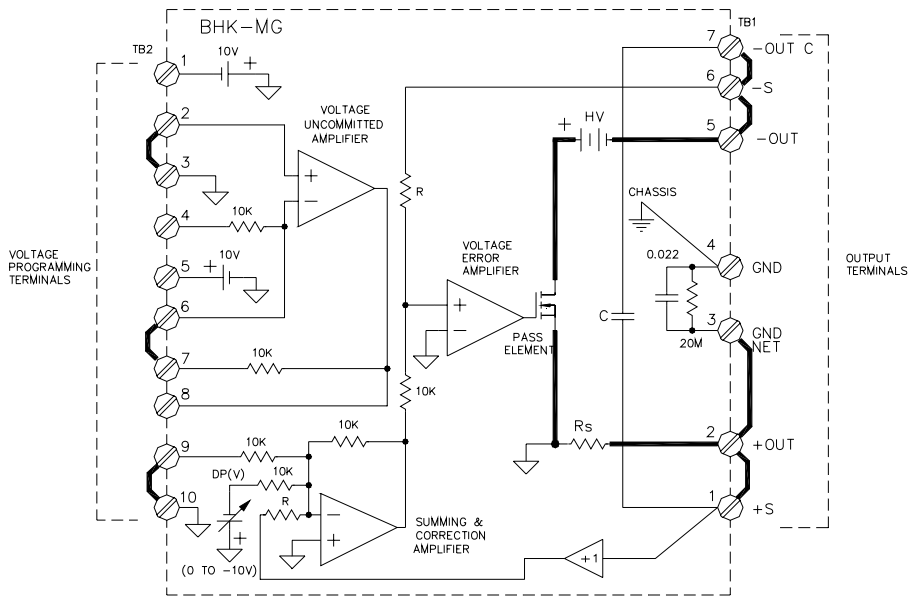 BHK-MG
TB1
TB2
7
-OUT C
1
10V
+
6
-S
VOLTAGE
UNCOMMITTED
AMPLIFIER
+
HV
5
-OUT
2
+
-
3
R
CHASSIS
4
10K
VOLTAGE
PROGRAMMING
TERMINALS
VOLTAGE
ERROR
AMPLIFIER
4
GND
0.022
OUTPUT
TERMINALS
5
+
10V
6
+
-
C
3
GND
NET
20M
PASS
ELEMENT
7
10K
8
10K
Rs
2
+OUT
9
10K
10K
DP(V)
10K
10
R
-
+
1
+S
+
(0 TO -10V)
SUMMING &
CORRECTION
AMPLIFIER
+1